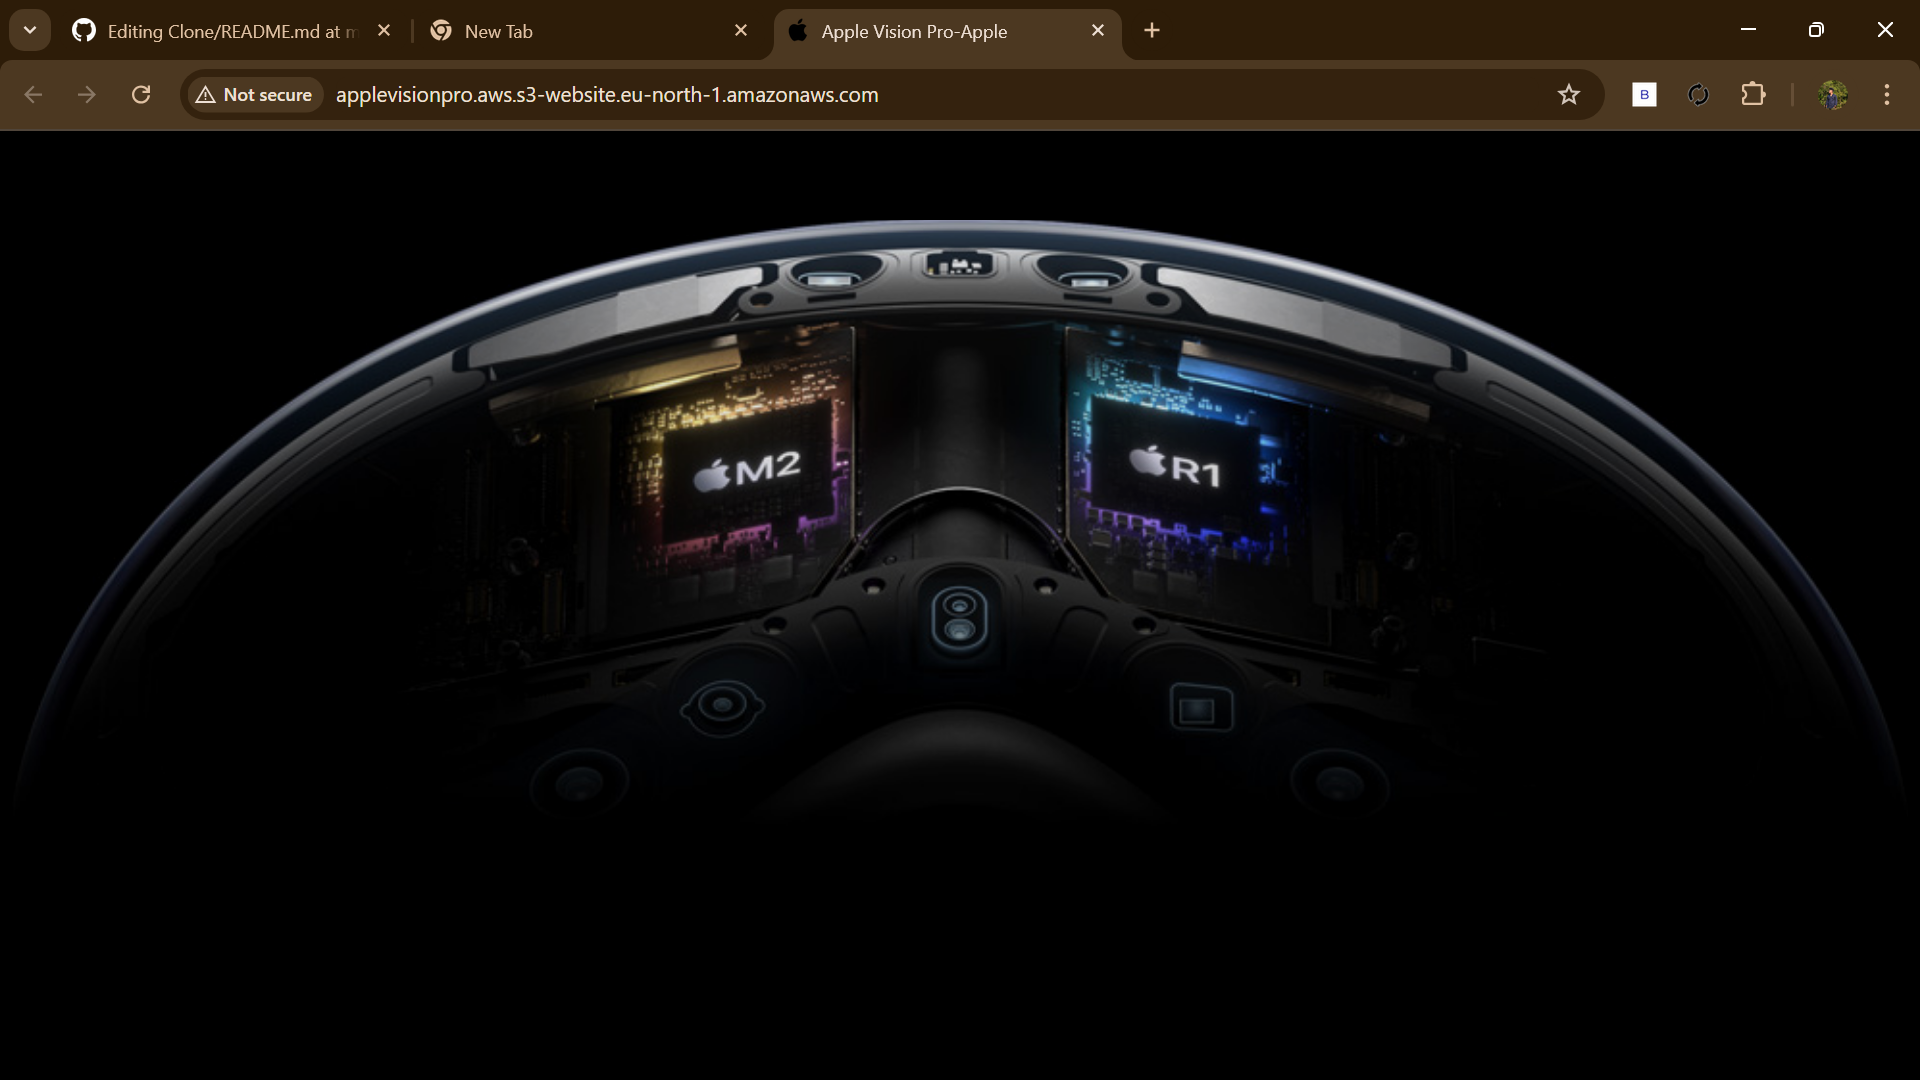 Editing Clone/README.md at m
New Tab
Apple Vision Pro-Apple
Not secure
applevisionpro.aws.s3-website.eu-north-1.amazonaws.com
B
M2
R1